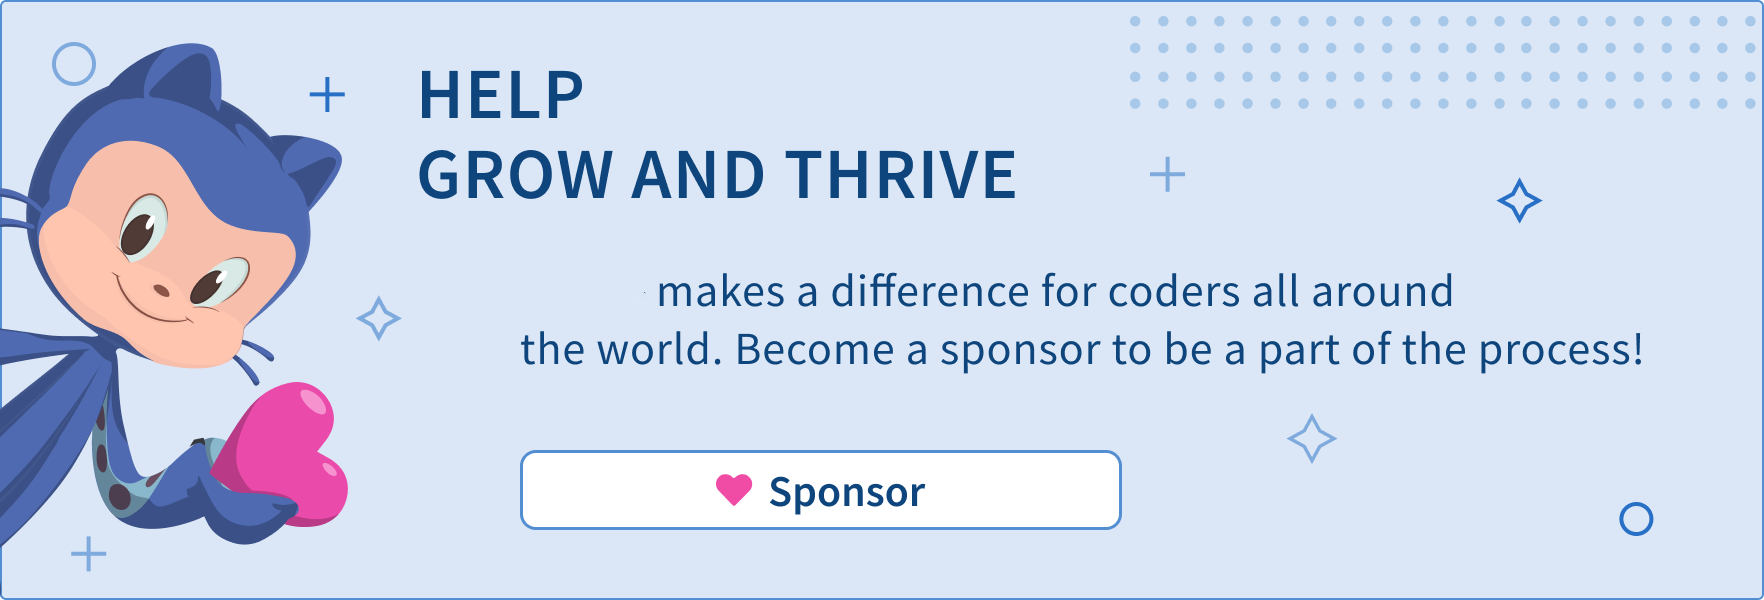 HELP
GROW AND THRIVE
makes a difference for coders all around
the world. Become a sponsor to be a part of the process!
Sponsor